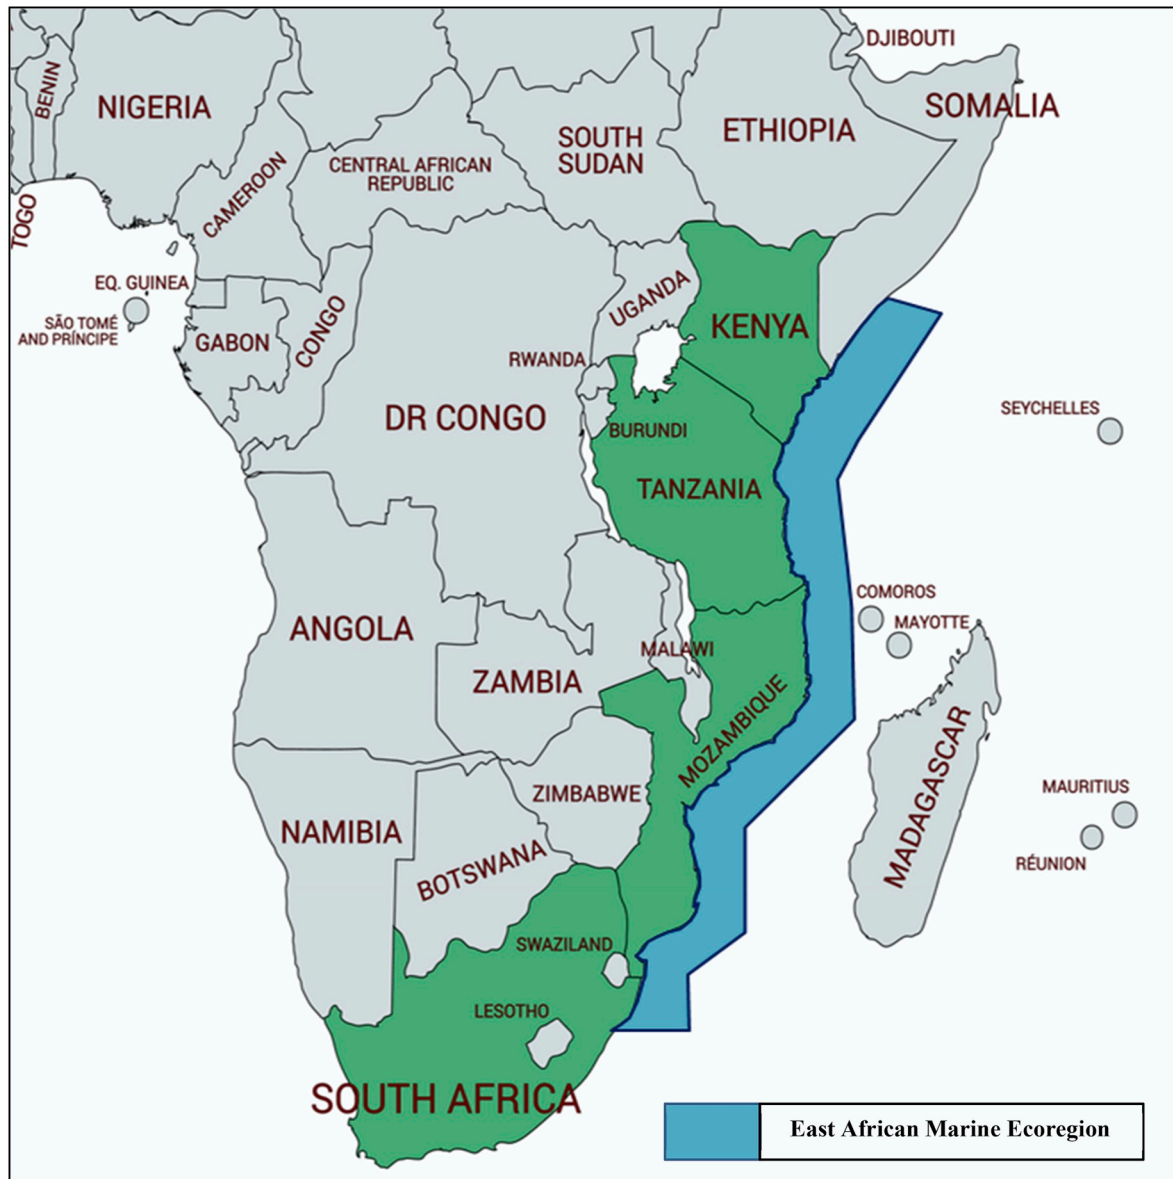 DJIBOUTI
SOMALIA
BENIN
NIGERIA
ETHIOPIA
SOUTH
SUDAN
CENTRAL AFRICAN
REPUBLIC
CAMEROON
TOGO
EQ. GUINEA
SÃO TOMÉ
AND PRÍNCIPE
GABON
CONGO
UGANDA
KENYA
RWANDA
DR CONGO
BURUNDI
SEYCHELLES
TANZANIA
COMOROS
MAYOTTE
ANGOLA
MALAWI
ZAMBIA
MOZAMBIQUE
MADAGASCAR
ZIMBABWE
MAURITIUS
RÉUNION
NAMIBIA
BOTSWANA
SWAZILAND
LESOTHO
SOUTH AFRICA
East African Marine Ecoregion